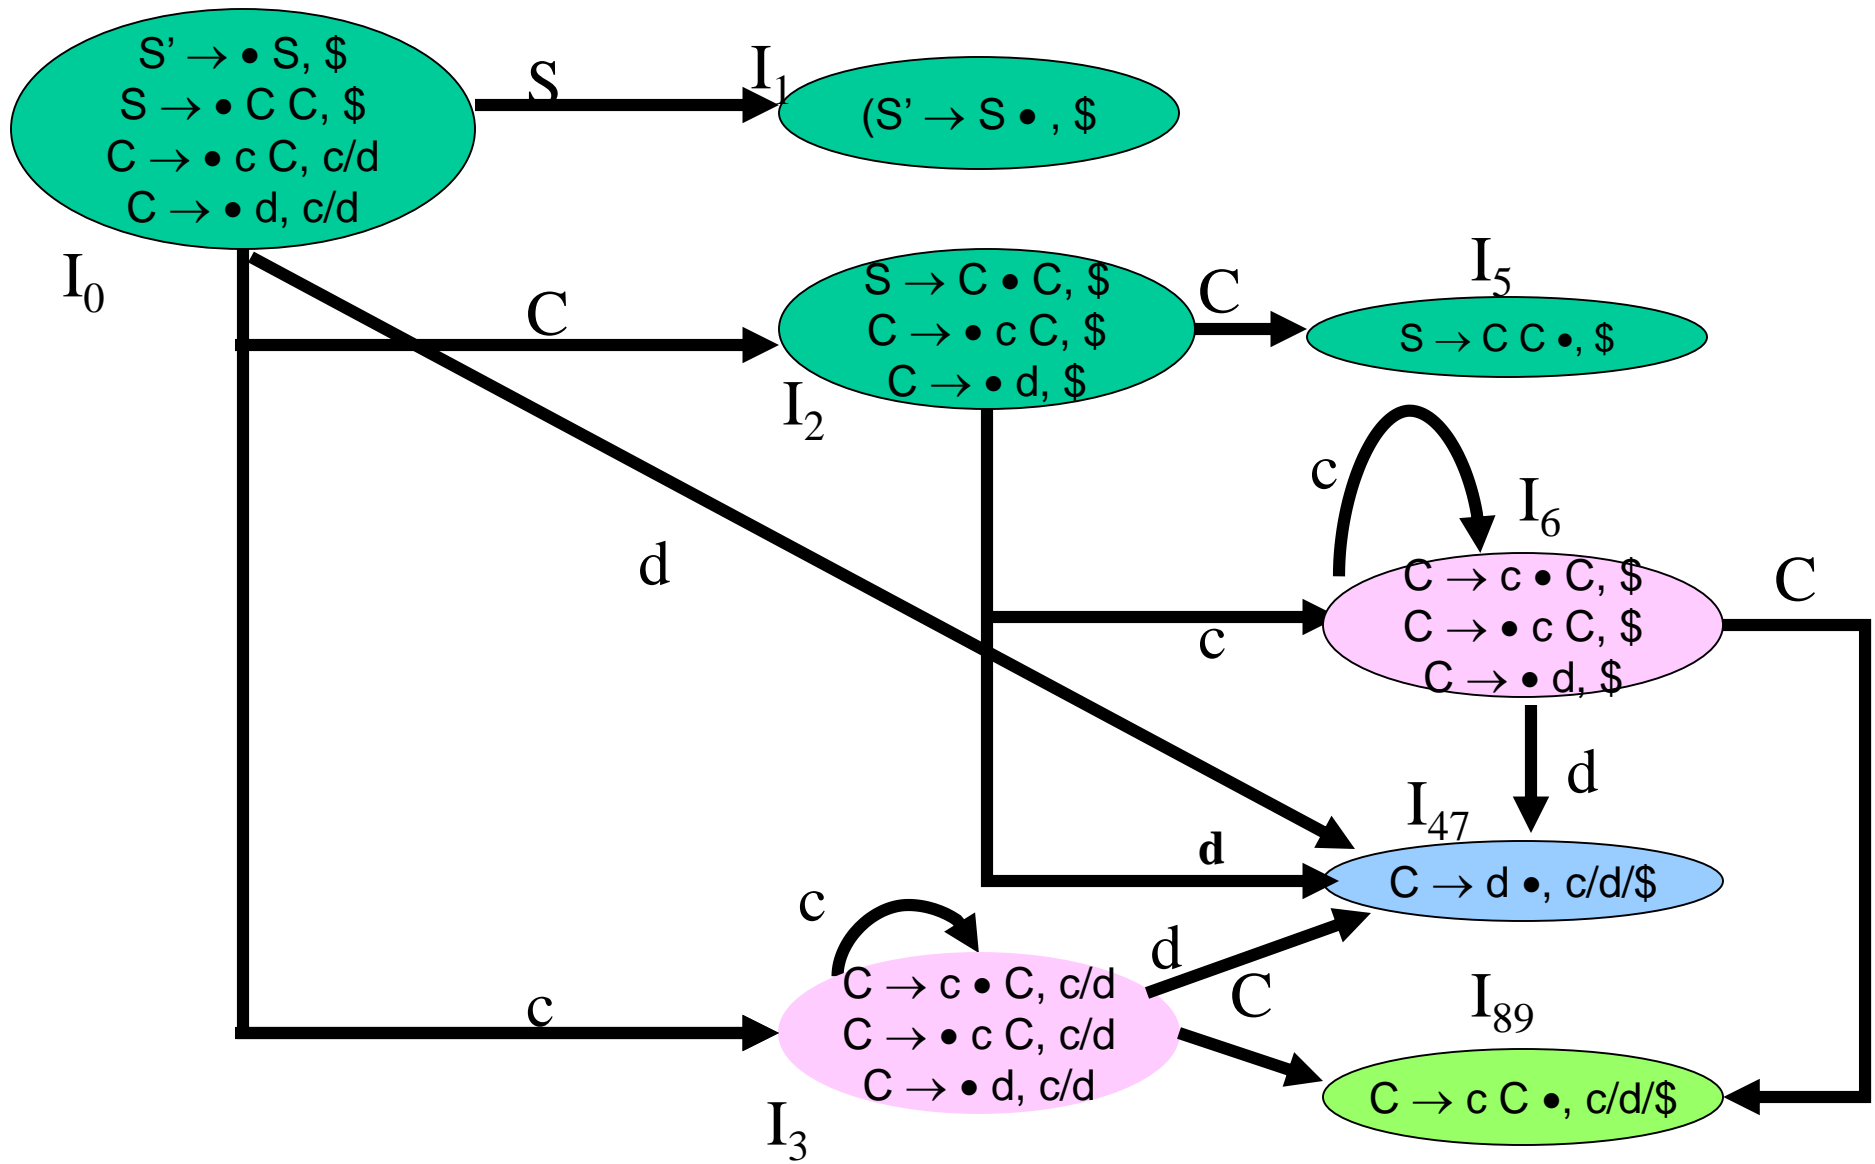 S’ → • S, $
S → • C C, $
C → • c C, c/d
C → • d, c/d
I0
S
I1
(S’ → S • , $
C
S → C • C, $
C → • c C, $
C → • d, $
I2
C
I5
S → C C •, $
c
I6
C → c • C, $
C → • c C, $
C → • d, $
C
d
c
d
I47
d
C → d •, c/d/$
c
c
C → c • C, c/d
C → • c C, c/d
C → • d, c/d
I3
d
C
I89
C → c C •, c/d/$